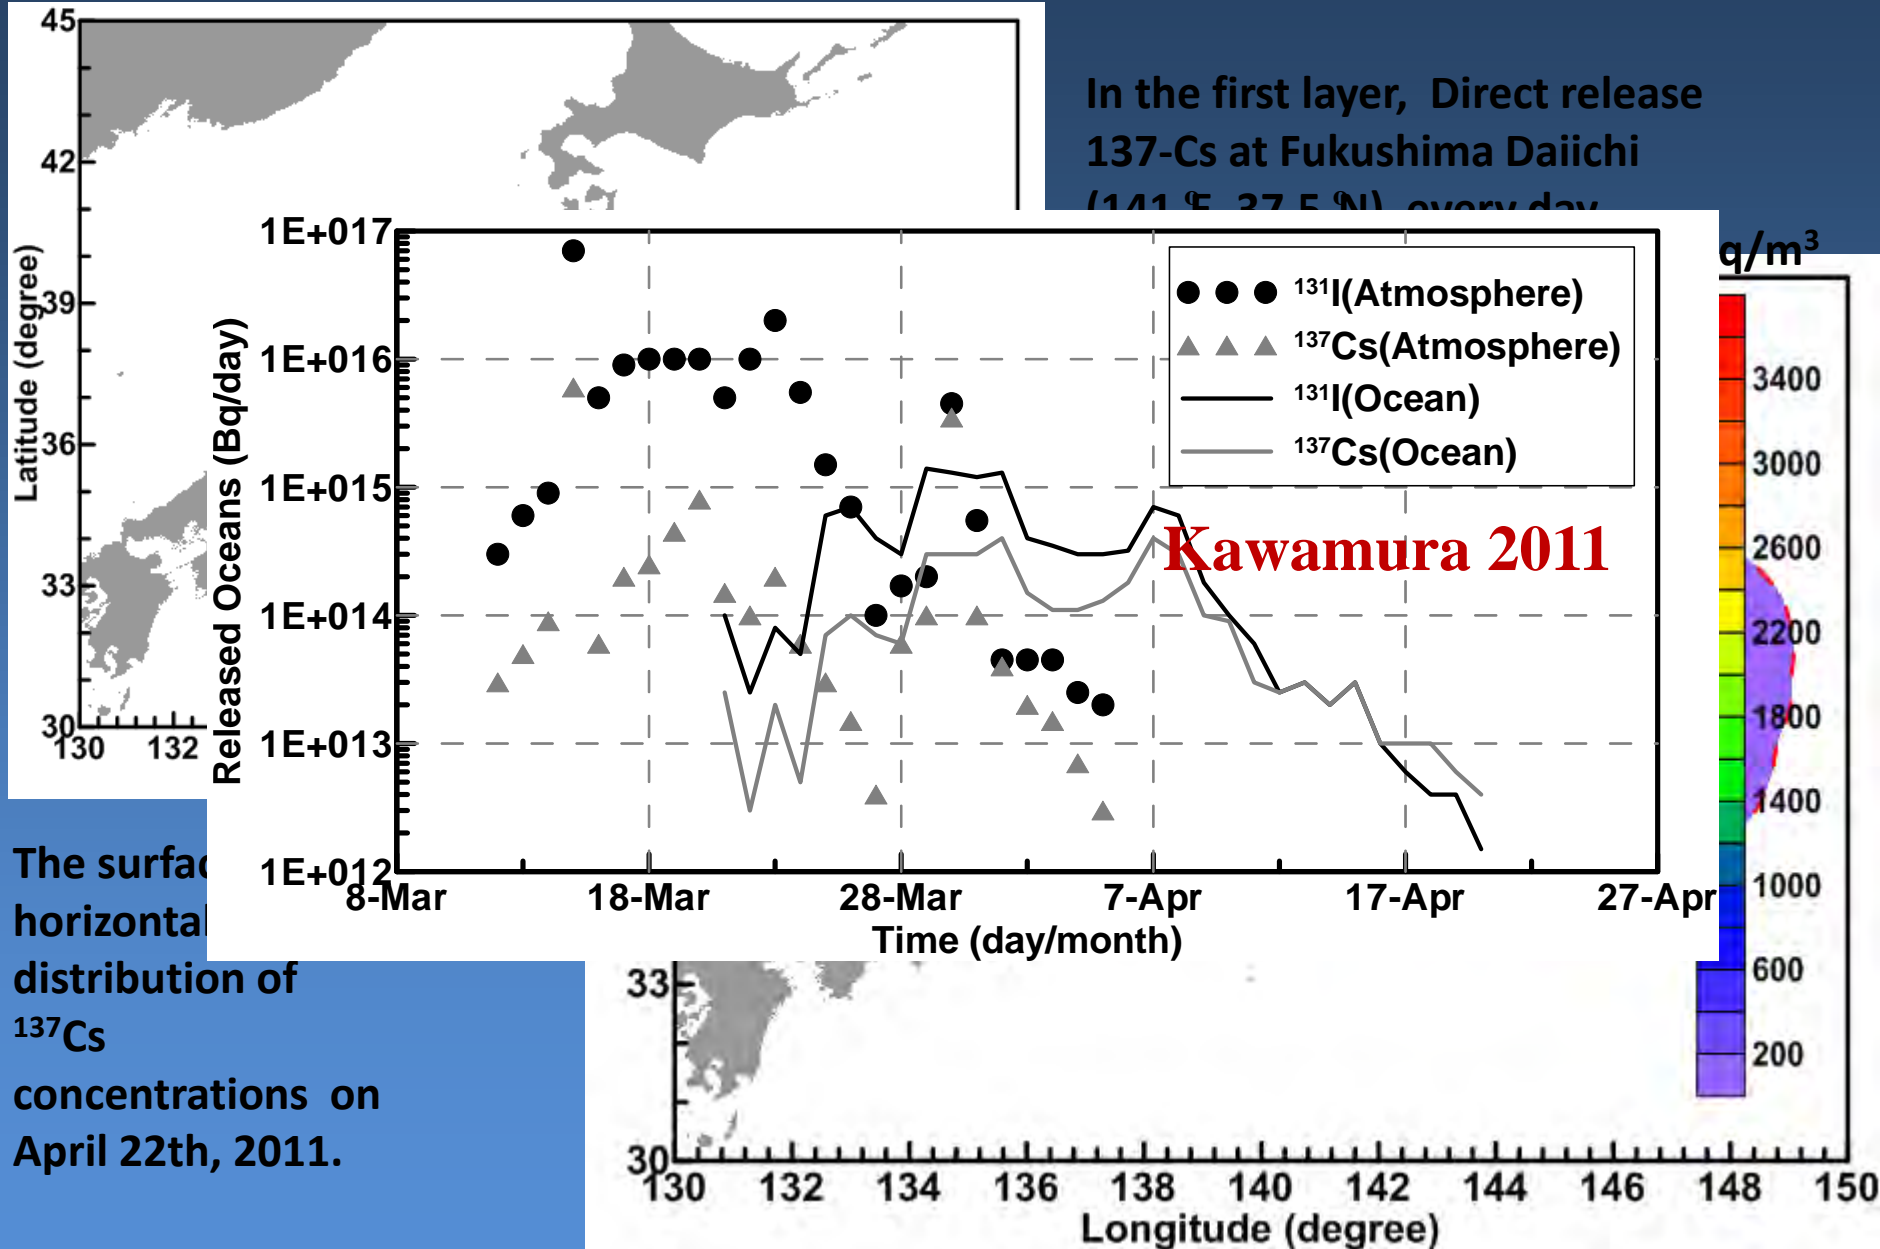 45
42
39
36
33
30
130
132
Latitude (degree)
In the first layer, Direct release
137-Cs at Fukushima Daiichi
(141 °E, 37.5 °N) every day
q/m³
1E+017
1E+016
1E+015
1E+014
1E+013
1E+012
Released Oceans (Bq/day)
¹³¹I(Atmosphere)
¹³⁷Cs(Atmosphere)
¹³¹I(Ocean)
¹³⁷Cs(Ocean)
Kawamura 2011
8-Mar
18-Mar
28-Mar
7-Apr
17-Apr
27-Apr
Time (day/month)
3400
3000
2600
2200
1800
1400
1000
600
200
The surfac
horizontal
distribution of
¹³⁷Cs
concentrations on
April 22th, 2011.
33
30
130
132
134
136
138
140
142
144
146
148
150
Longitude (degree)